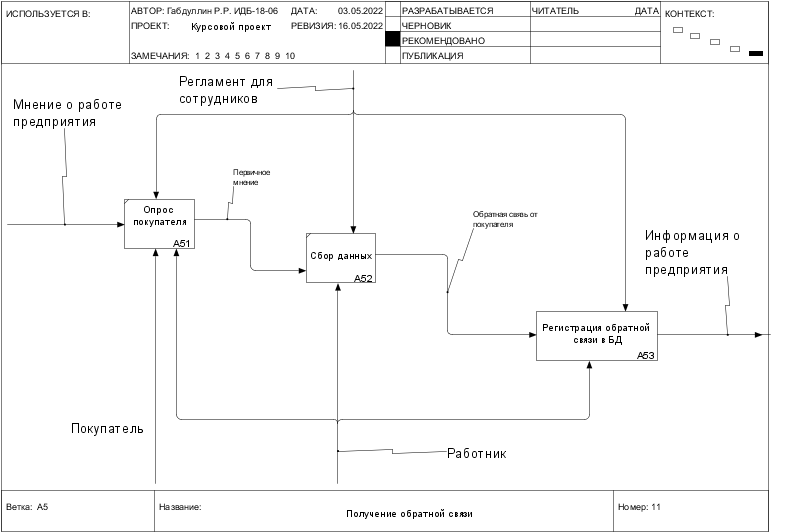 ИСПОЛЬЗУЕТСЯ В:
АВТОР: Габдуллин Р.Р. ИДБ-18-06
ДАТА: 03.05.2022
ПРОЕКТ: Курсовой проект
РЕВИЗИЯ: 16.05.2022
ЗАМЕЧАНИЯ: 1 2 3 4 5 6 7 8 9 10
РАЗРАБАТЫВАЕТСЯ
ЧЕРНОВИК
РЕКОМЕНДОВАНО
ПУБЛИКАЦИЯ
ЧИТАТЕЛЬ
ДАТА
КОНТЕКСТ:
Регламент для
сотрудников
Мнение о работе
предприятия
Первичное
мнение
Опрос
покупателя
A51
Обратная связь от
покупателя
Сбор данных
A52
Информация о
работе
предприятия
Регистрация обратной
связи в БД
A53
Покупатель
Работник
Ветка: A5
Название:
Получение обратной связи
Номер: 11